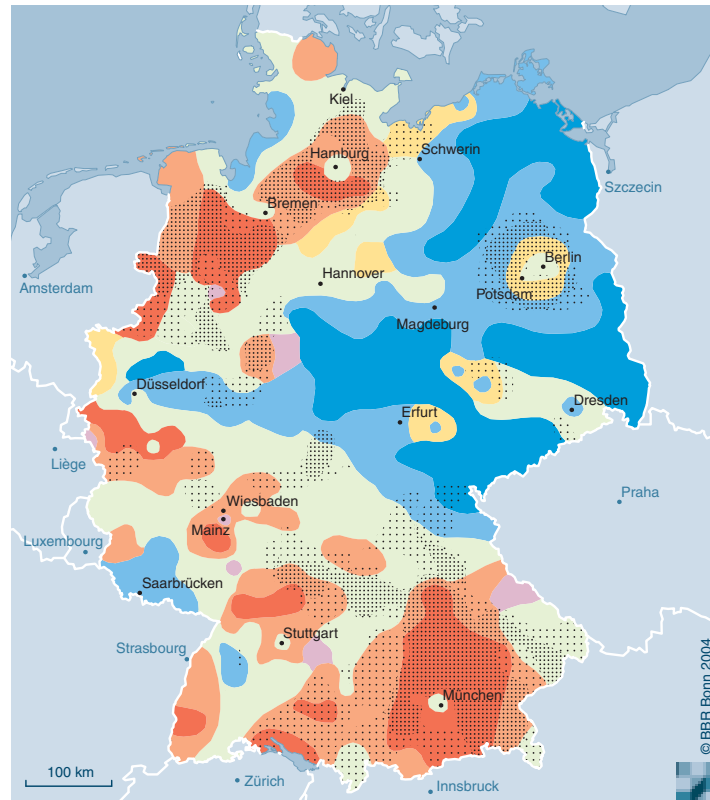 Kiel
Schwerin
Hamburg
Szczecin
Bremen
Berlin
Hannover
Amsterdam
Potsdam
Magdeburg
Düsseldorf
Dresden
Erfurt
Liège
Praha
Wiesbaden
Mainz
Luxembourg
Saarbrücken
Stuttgart
Strasbourg
München
© BBR Bonn 2004
100 km
Zürich
Innsbruck